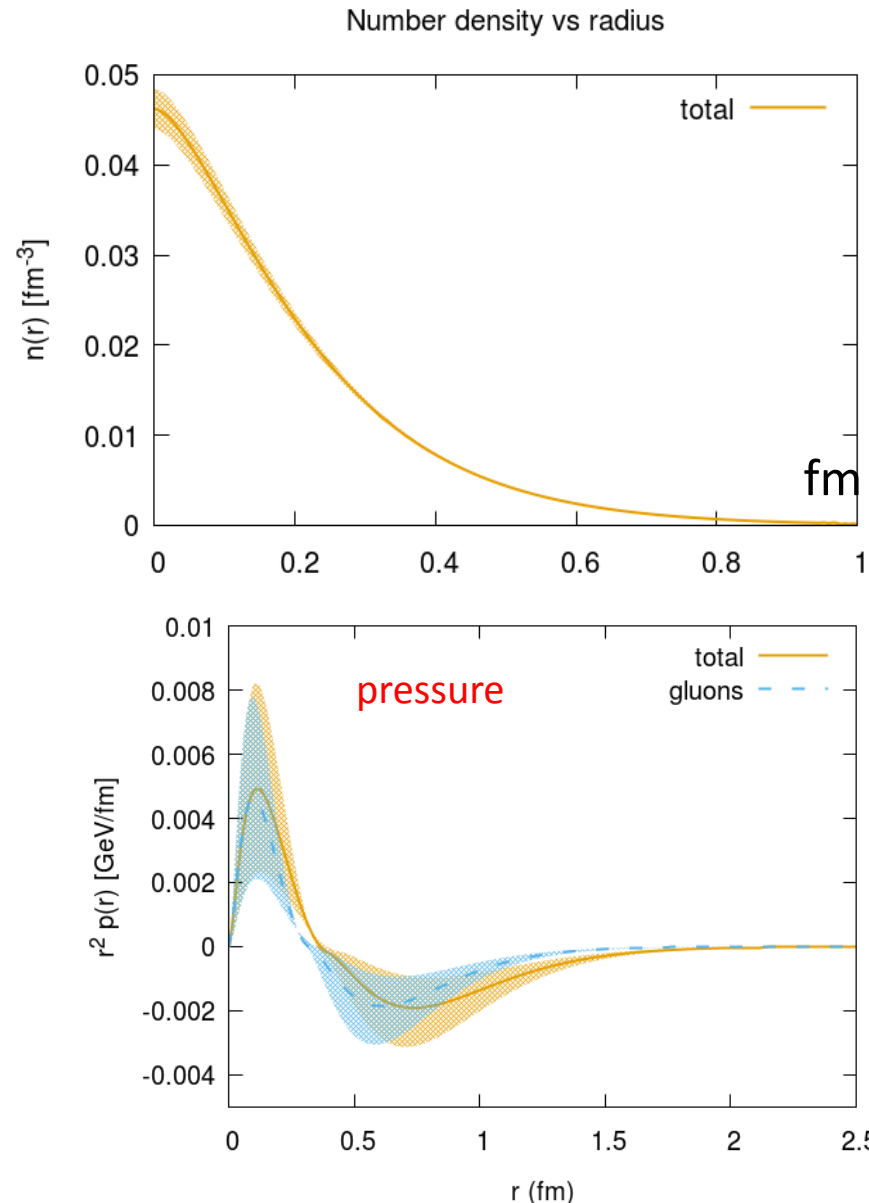 Number density vs radius
0.05
total
0.04
0.03
n(r) [fm-3]
0.02
0.01
fm
0
0 0.2 0.4 0.6 0.8 1
0.01
total
0.008
pressure
gluons
0.006
0.004
r2 p(r) [GeV/fm]
0.002
0
-0.002
-0.004
0 0.5 1 1.5 2 2.5
r (fm)